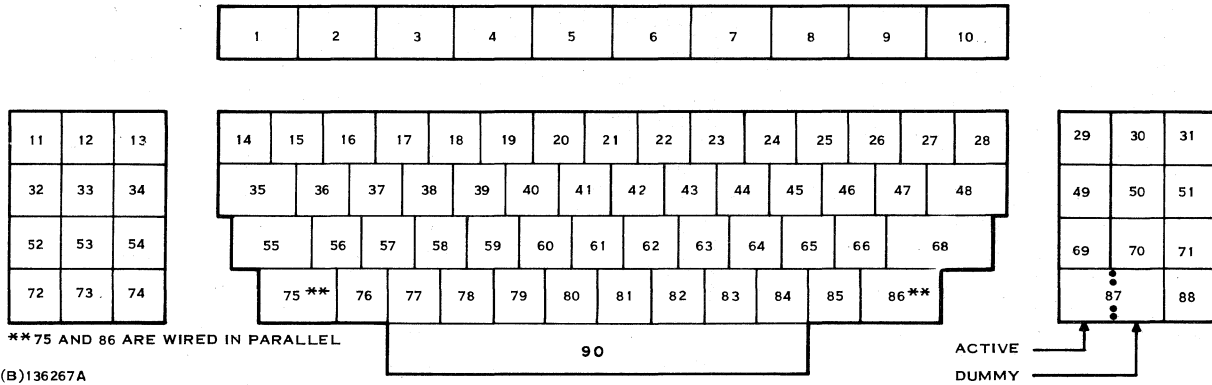 1 2 3 4 5 6 7 8 9 10
11 12 13 14 15 16 17 18 19 20 21 22 23 24 25 26 27 28 29 30 31
32 33 34 35 36 37 38 39 40 41 42 43 44 45 46 47 48 49 50 51
52 53 54 55 56 57 58 59 60 61 62 63 64 65 66 68 69 70 71
72 73 74 75 ** 76 77 78 79 80 81 82 83 84 85 86 ** 87 88
**75 AND 86 ARE WIRED IN PARALLEL
90
ACTIVE
DUMMY
(B)136267A